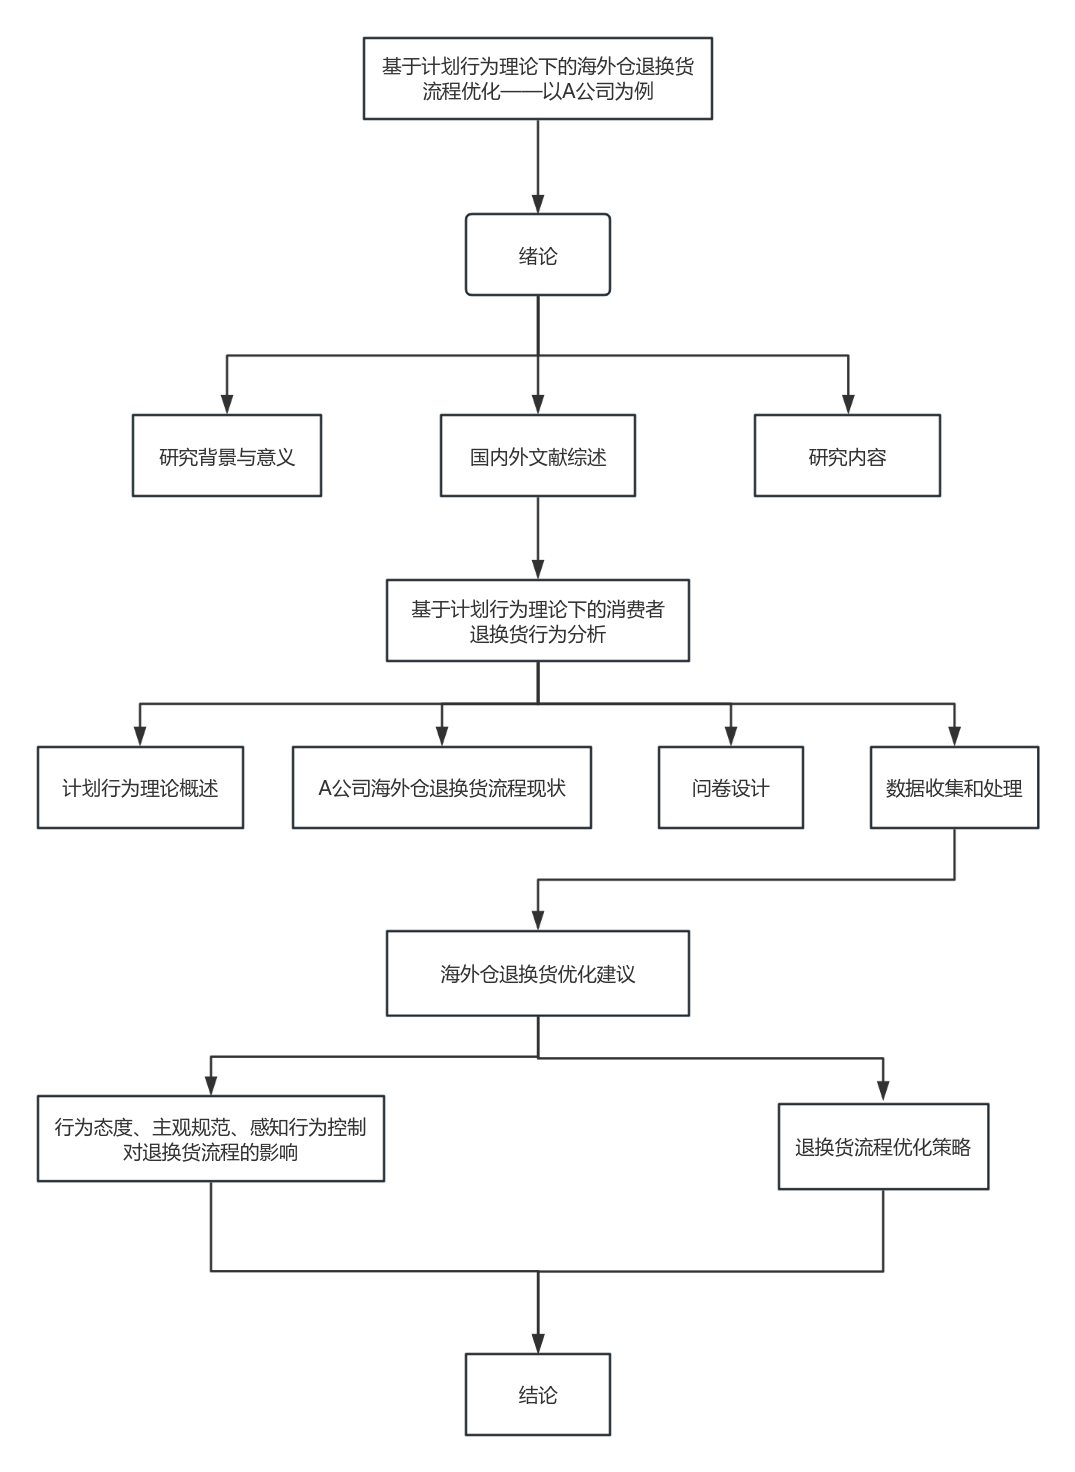 基于计划行为理论下的海外仓退换货
流程优化——以A公司为例
绪论
研究背景与意义
国内外文献综述
研究内容
基于计划行为理论下的消费者
退换货行为分析
计划行为理论概述
A公司海外仓退换货流程现状
问卷设计
数据收集和处理
海外仓退换货优化建议
行为态度、主观规范、感知行为控制
对退换货流程的影响
退换货流程优化策略
结论